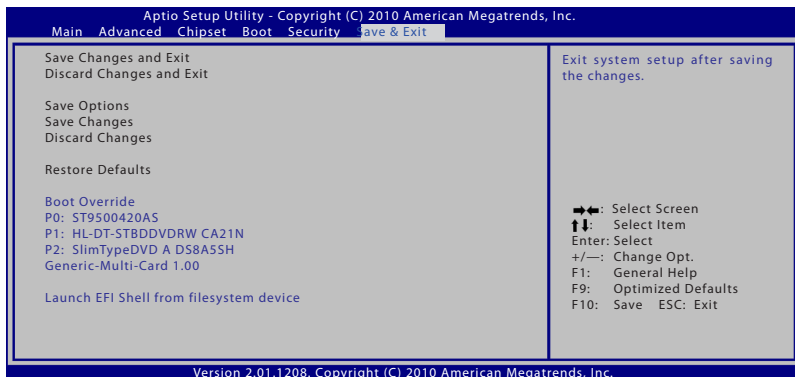 Aptio Setup Utility - Copyright (C) 2010 American Megatrends, Inc.
Main Advanced Chipset Boot Security Save & Exit
Save Changes and Exit
Discard Changes and Exit
Save Options
Save Changes
Discard Changes
Restore Defaults
Boot Override
P0: ST9500420AS
P1: HL-DT-STBDDVDRW CA21N
P2: SlimTypeDVD A DS8A5SH
Generic-Multi-Card 1.00
Launch EFI Shell from filesystem device
Exit system setup after saving
the changes.
→←: Select Screen
↑↓: Select Item
Enter: Select
+/—: Change Opt.
F1: General Help
F9: Optimized Defaults
F10: Save ESC: Exit
Version 2.01.1208. Copyright (C) 2010 American Megatrends, Inc.